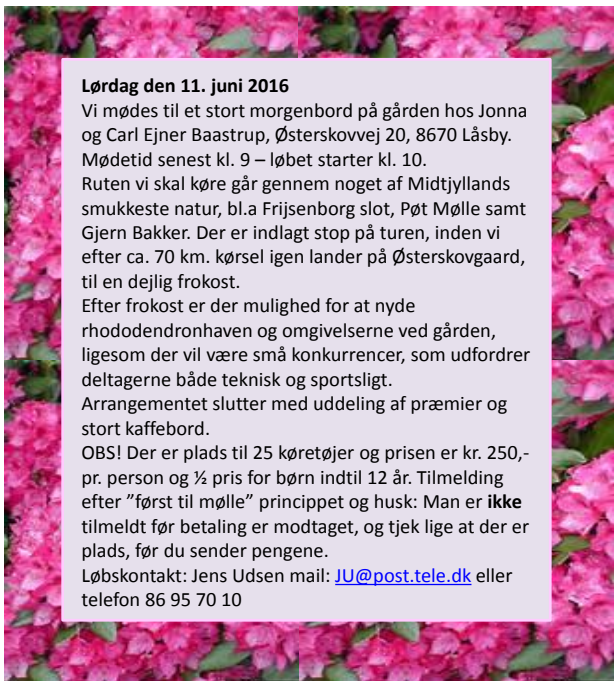 Lørdag den 11. juni 2016
Vi mødes til et stort morgenbord på gården hos Jonna
og Carl Ejner Baastrup, Østerskovvej 20, 8670 Låsby.
Mødetid senest kl. 9 – løbet starter kl. 10.
Ruten vi skal køre går gennem noget af Midtjyllands
smukkeste natur, bl.a Frijsenborg slot, Pøt Mølle samt
Gjern Bakker. Der er indlagt stop på turen, inden vi
efter ca. 70 km. kørsel igen lander på Østerskovgaard,
til en dejlig frokost.
Efter frokost er der mulighed for at nyde
rhododendronhaven og omgivelserne ved gården,
ligesom der vil være små konkurrencer, som udfordrer
deltagerne både teknisk og sportsligt.
Arrangementet slutter med uddeling af præmier og
stort kaffebord.
OBS! Der er plads til 25 køretøjer og prisen er kr. 250,-
pr. person og ½ pris for børn indtil 12 år. Tilmelding
efter ”først til mølle” princippet og husk: Man er ikke
tilmeldt før betaling er modtaget, og tjek lige at der er
plads, før du sender pengene.
Løbskontakt: Jens Udsen mail: JU@post.tele.dk eller
telefon 86 95 70 10